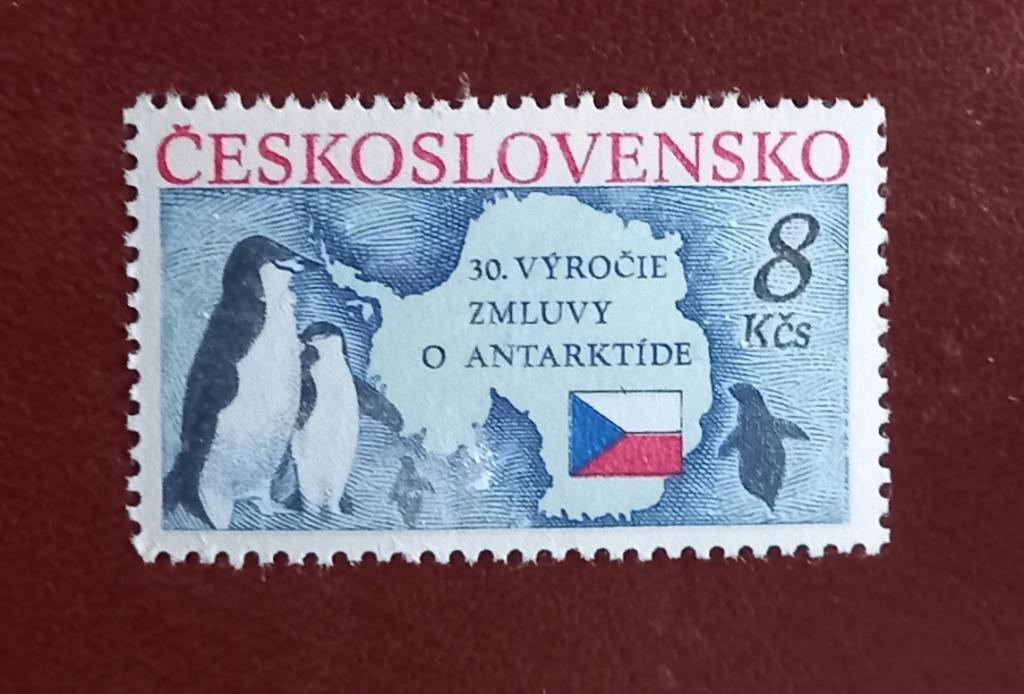 ČESKOSLOVENSKO
30. VÝROČIE
ZMLUVY
O ANTARKTÍDE
8
Kčs